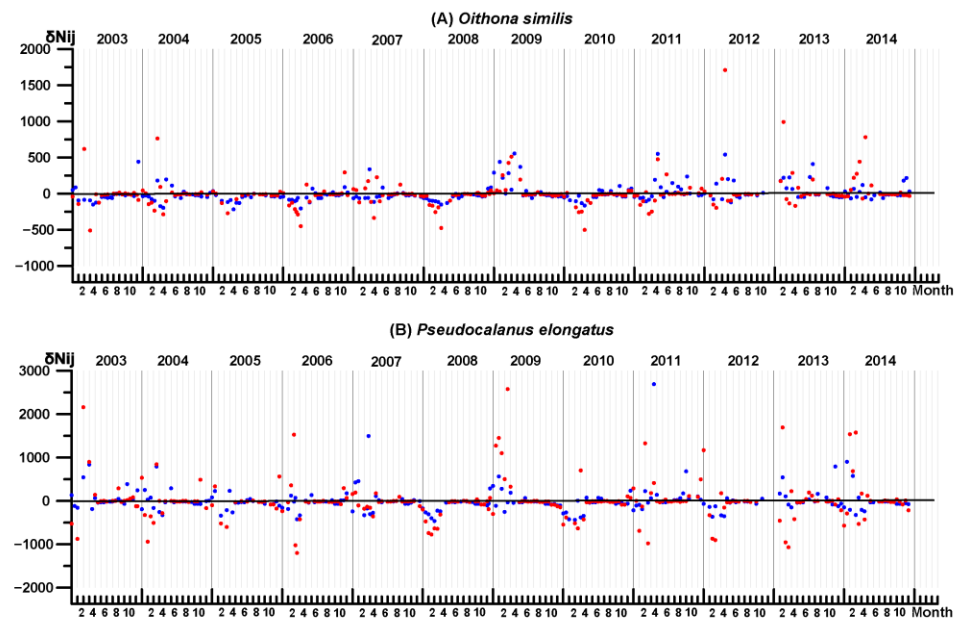 (A) Oithona similis
δNij 2003 2004 2005 2006 2007 2008 2009 2010 2011 2012 2013 2014
2000
1500
1000
500
0
−500
−1000
2 4 6 8 10 2 4 6 8 10 2 4 6 8 10 2 4 6 8 10 2 4 6 8 10 2 4 6 8 10 2 4 6 8 10 2 4 6 8 10 2 4 6 8 10 2 4 6 8 10 2 4 6 8 10 2 4 6 8 10 Month
(B) Pseudocalanus elongatus
δNij 2003 2004 2005 2006 2007 2008 2009 2010 2011 2012 2013 2014
3000
2000
1000
0
−1000
−2000
2 4 6 8 10 2 4 6 8 10 2 4 6 8 10 2 4 6 8 10 2 4 6 8 10 2 4 6 8 10 2 4 6 8 10 2 4 6 8 10 2 4 6 8 10 2 4 6 8 10 2 4 6 8 10 2 4 6 8 10 Month